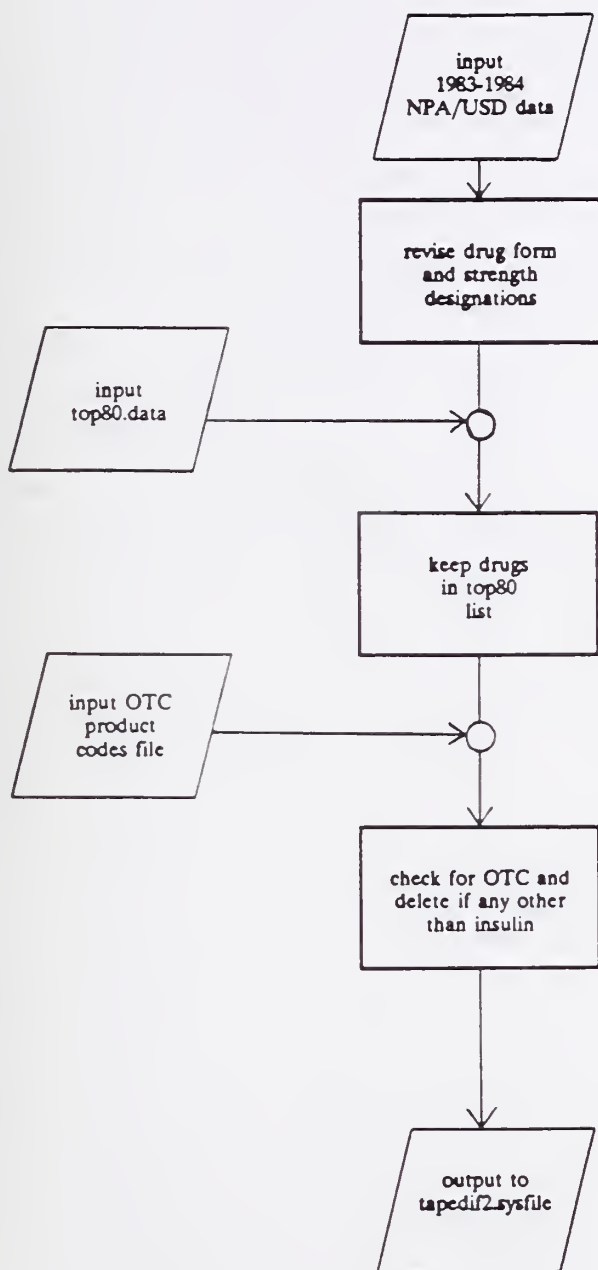 input
1983-1984
NPA/USD data
revise drug form
and strength
designations
input
top80.data
keep drugs
in top80
list
input OTC
product
codes file
check for OTC and
delete if any other
than insulin
output to
tapedif2.sysfile